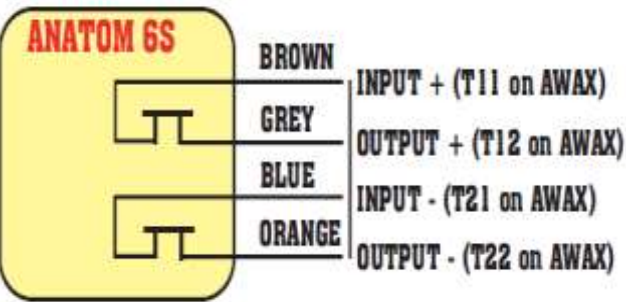 ANATOM 6S
BROWN
INPUT + (T11 on AWAX)
GREY
OUTPUT + (T12 on AWAX)
BLUE
INPUT - (T21 on AWAX)
ORANGE
OUTPUT - (T22 on AWAX)